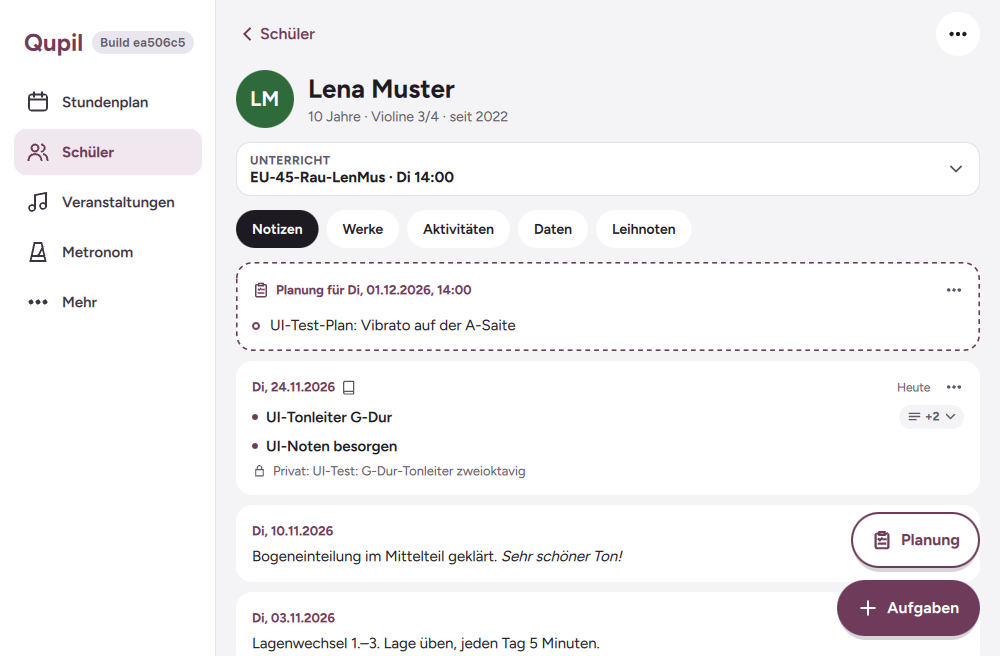 Qupil Build ea506c5
Stundenplan
Schüler
Veranstaltungen
Metronom
Mehr
Schüler
LM
Lena Muster
10 Jahre · Violine 3/4 · seit 2022
UNTERRICHT
EU-45-Rau-LenMus · Di 14:00
Notizen Werke Aktivitäten Daten Leihnoten
Planung für Di, 01.12.2026, 14:00
UI-Test-Plan: Vibrato auf der A-Saite
Di, 24.11.2026 Heute
UI-Tonleiter G-Dur +2
UI-Noten besorgen
Privat: UI-Test: G-Dur-Tonleiter zweioktavig
Di, 10.11.2026
Bogeneinteilung im Mittelteil geklärt. Sehr schöner Ton!
Planung
Di, 03.11.2026
Lagenwechsel 1.–3. Lage üben, jeden Tag 5 Minuten.
Aufgaben